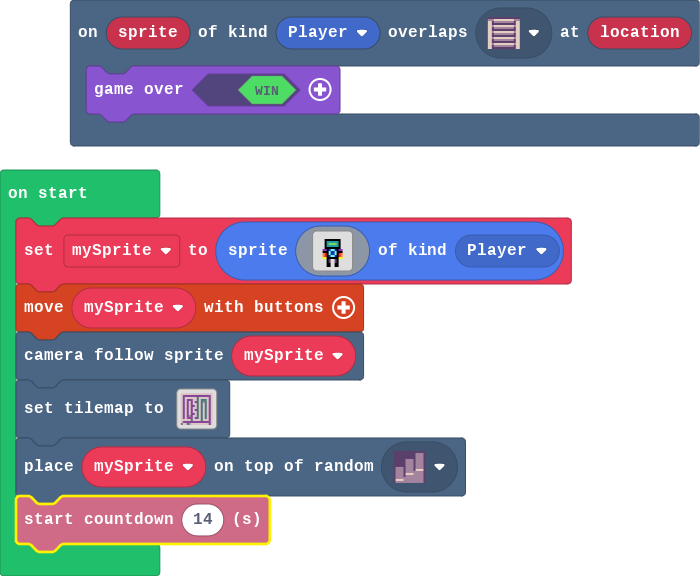 on sprite of kind Player overlaps at location
game over WIN
on start
set mySprite to sprite of kind Player
move mySprite with buttons
camera follow sprite mySprite
set tilemap to
place mySprite on top of random
start countdown 14 (s)